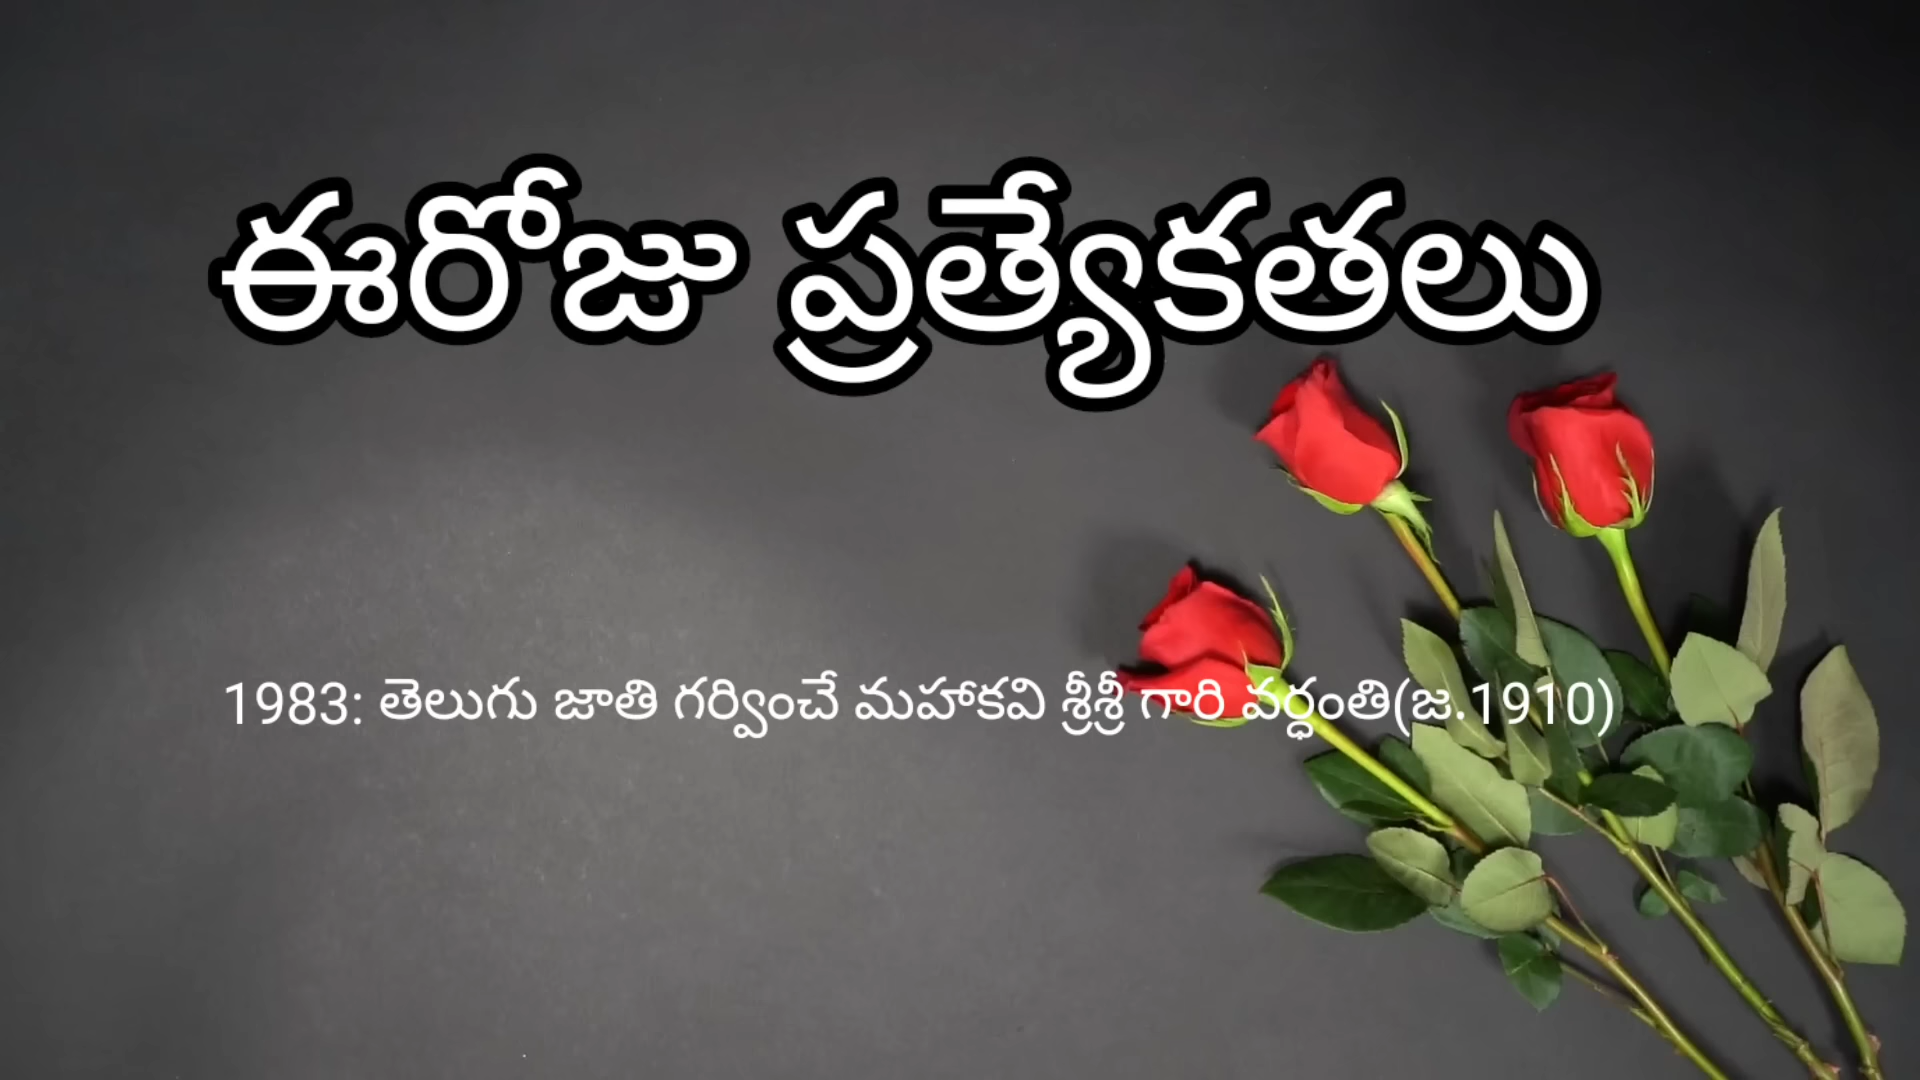 ఈరోజు ప్రత్యేకతలు
1983: తెలుగు జాతి గర్వించే మహాకవి శ్రీశ్రీ గారి వర్ధంతి(జ.1910)